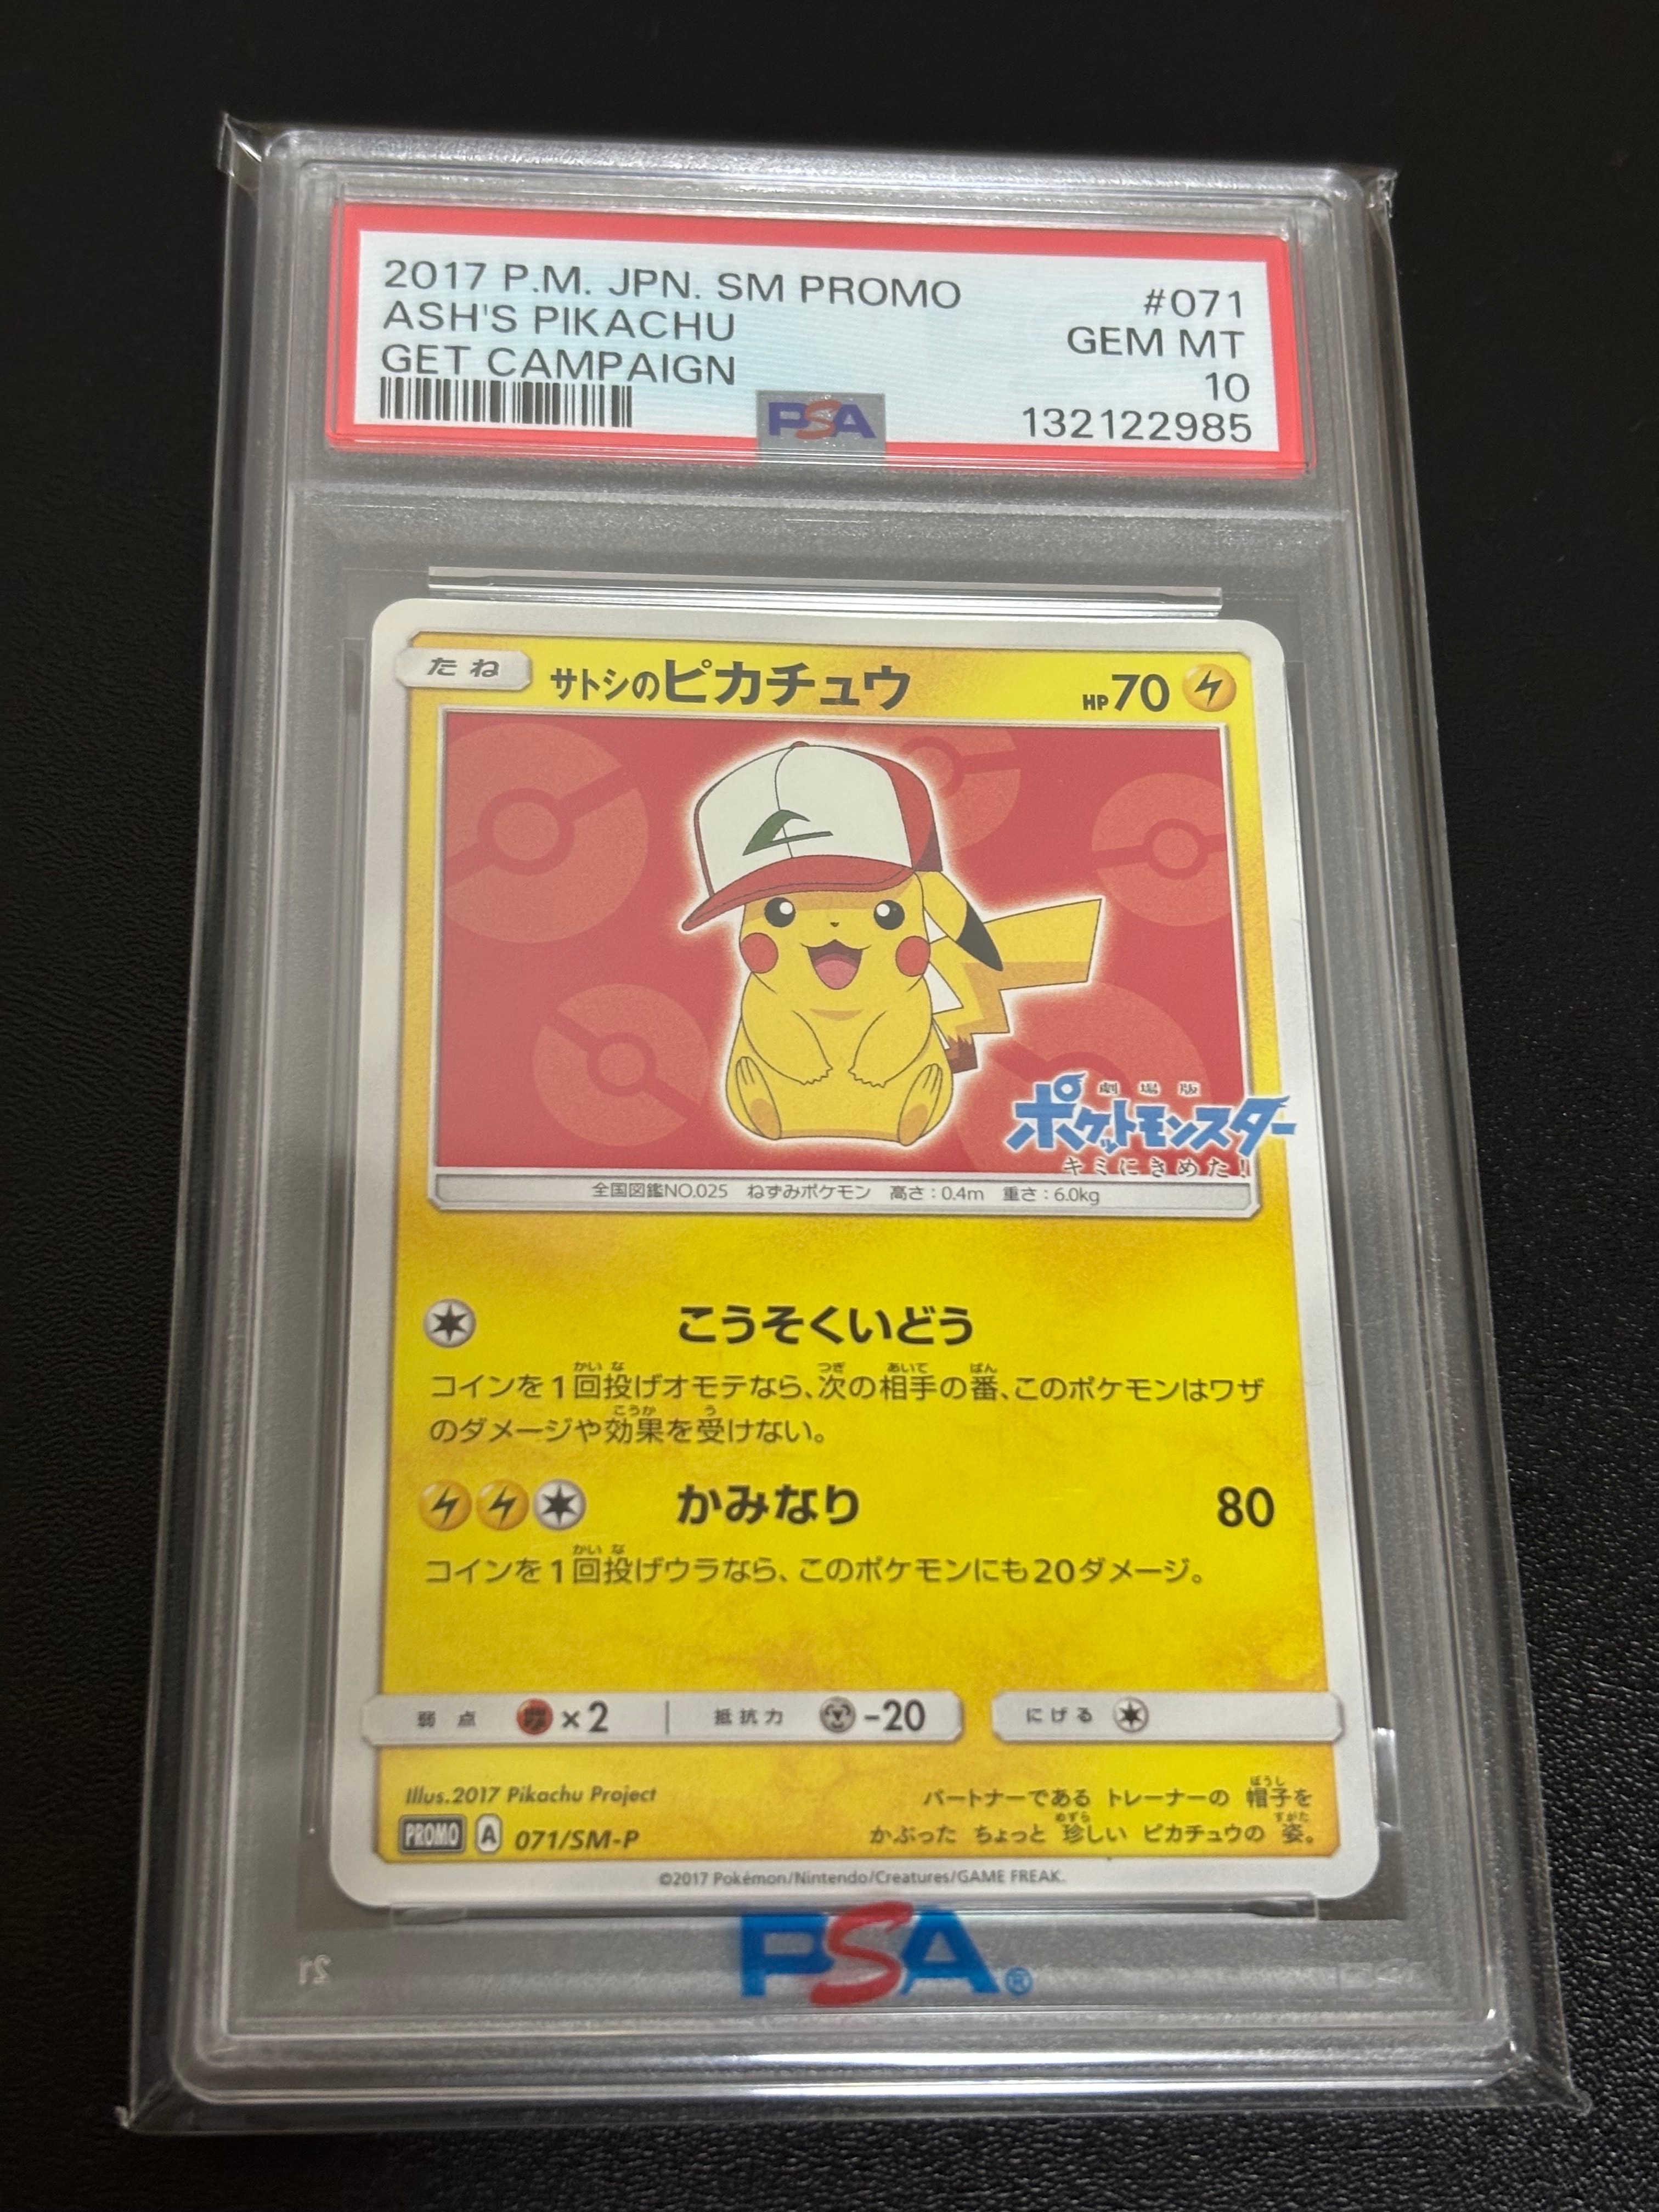 2017 P.M. JPN. SM PROMO
ASH'S PIKACHU
GET CAMPAIGN
#071
GEM MT
10
132122985
PSA
たね
サトシのピカチュウ
HP70
劇場版
ポケットモンスター
キミにきめた!
全国図鑑NO.025 ねずみポケモン 高さ:0.4m 重さ:6.0kg
こうそくいどう
コインを1回投げオモテなら、次の相手の番、このポケモンはワザ
のダメージや効果を受けない。
かみなり 80
コインを1回投げウラなら、このポケモンにも20ダメージ。
弱点 ×2 抵抗力 -20 にげる
Illus.2017 Pikachu Project
PROMO A 071/SM-P
パートナーである トレーナーの 帽子を
かぶった ちょっと 珍しい ピカチュウの 姿。
©2017 Pokémon/Nintendo/Creatures/GAME FREAK.
PSA®
21